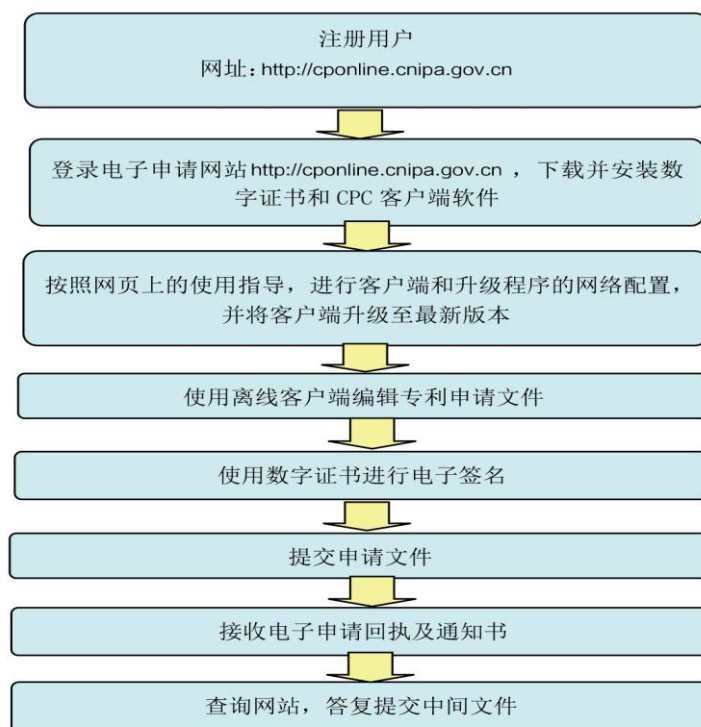 注册用户
网址：http://cponline.cnipa.gov.cn
登录电子申请网站http://cponline.cnipa.gov.cn ，下载并安装数
字证书和 CPC 客户端软件
按照网页上的使用指导，进行客户端和升级程序的网络配置，
并将客户端升级至最新版本
使用离线客户端编辑专利申请文件
使用数字证书进行电子签名
提交申请文件
接收电子申请回执及通知书
查询网站，答复提交中间文件